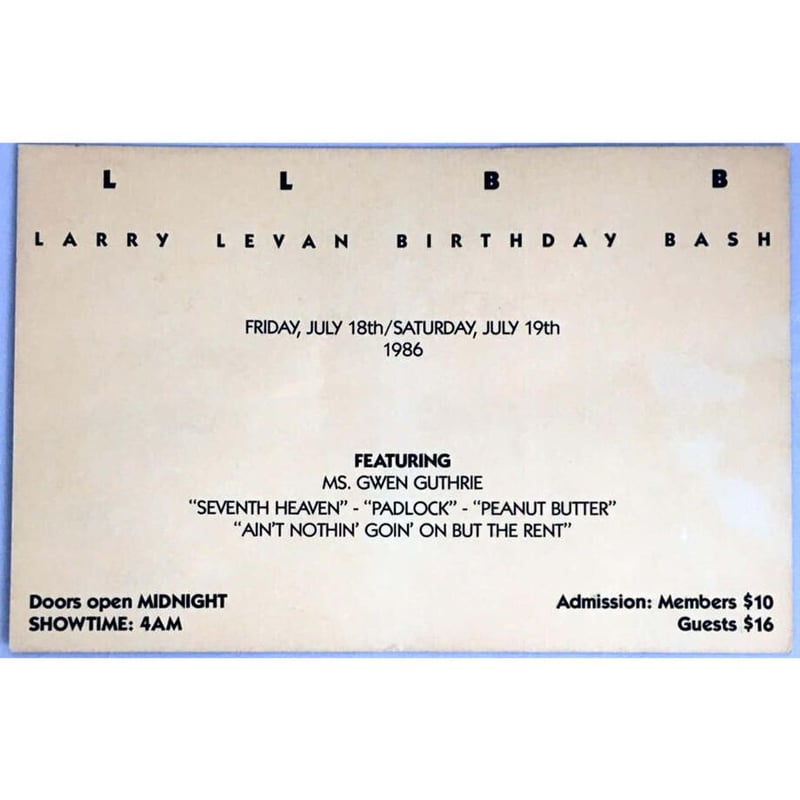 L L B B
LARRY LEVAN BIRTHDAY BASH
FRIDAY, JULY 18th/SATURDAY, JULY 19th
1986
FEATURING
MS. GWEN GUTHRIE
“SEVENTH HEAVEN” - “PADLOCK” - “PEANUT BUTTER”
“AIN’T NOTHIN’ GOIN’ ON BUT THE RENT”
Doors open MIDNIGHT
SHOWTIME: 4AM
Admission: Members $10
Guests $16